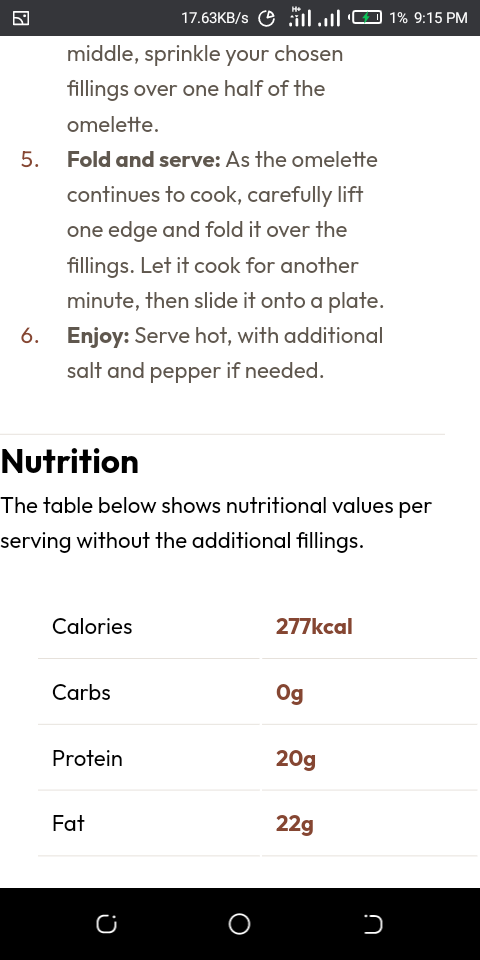 17.63KB/s H+ 1% 9:15 PM
middle, sprinkle your chosen
fillings over one half of the
omelette.
5. Fold and serve: As the omelette
continues to cook, carefully lift
one edge and fold it over the
fillings. Let it cook for another
minute, then slide it onto a plate.
6. Enjoy: Serve hot, with additional
salt and pepper if needed.
Nutrition
The table below shows nutritional values per
serving without the additional fillings.
Calories 277kcal
Carbs 0g
Protein 20g
Fat 22g